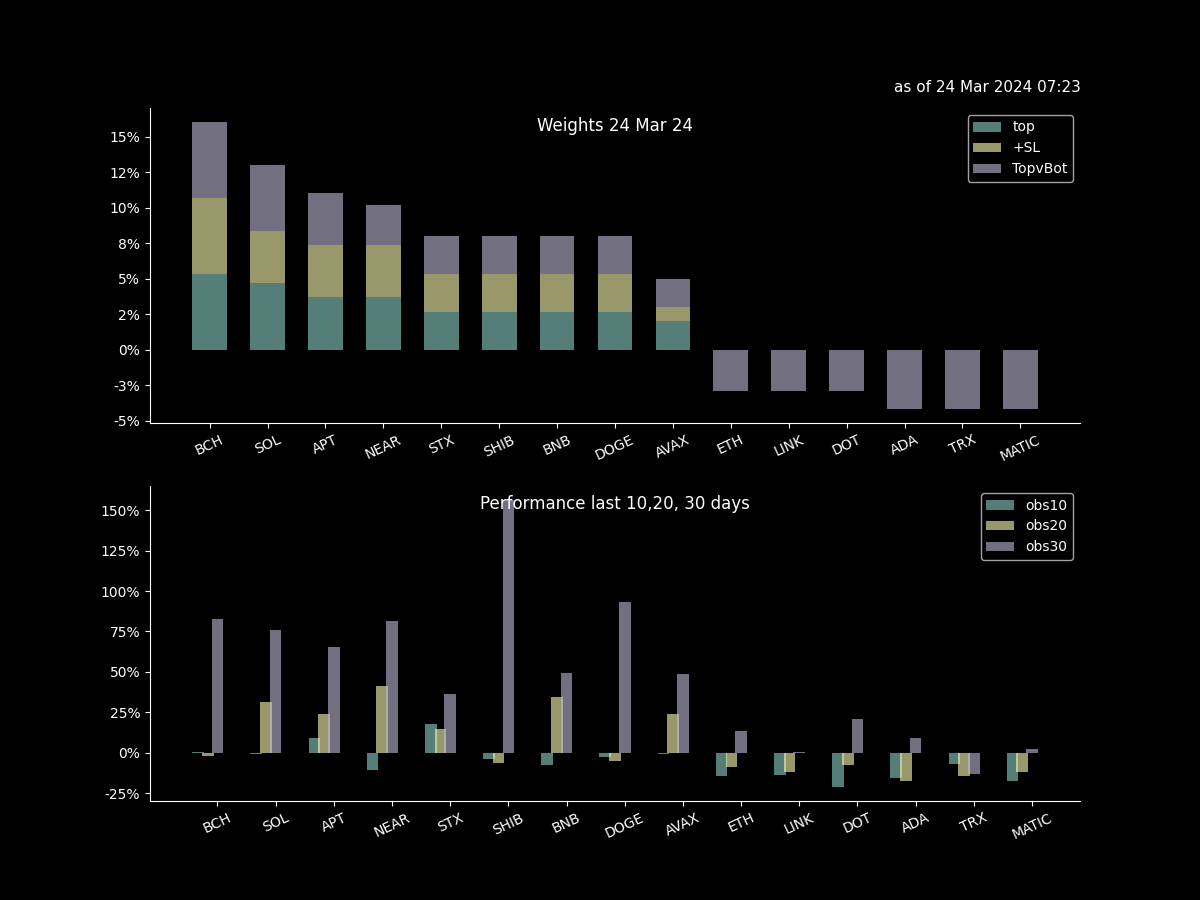 as of 24 Mar 2024 07:23
Weights 24 Mar 24
top
+SL
TopvBot
15%
12%
10%
8%
5%
2%
0%
-3%
-5%
BCH SOL APT NEAR STX SHIB BNB DOGE AVAX ETH LINK DOT ADA TRX MATIC
Performance last 10,20, 30 days
obs10
obs20
obs30
150%
125%
100%
75%
50%
25%
0%
-25%
BCH SOL APT NEAR STX SHIB BNB DOGE AVAX ETH LINK DOT ADA TRX MATIC